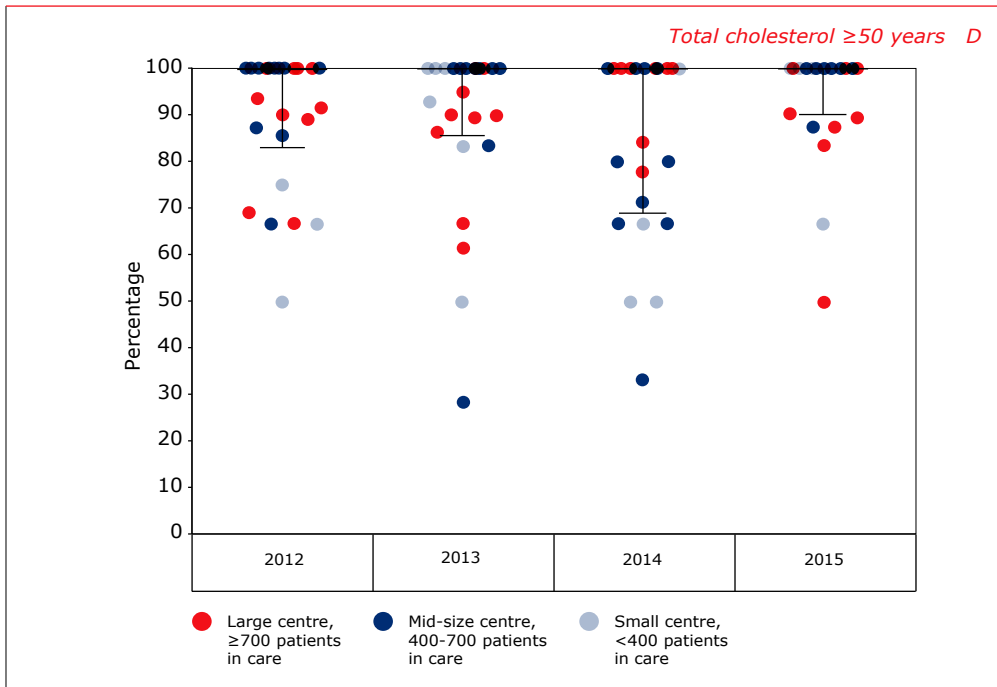 Total cholesterol ≥50 years D
100
90
80
70
60
50
40
30
20
10
0
Percentage
2012 2013 2014 2015
Large centre,
≥700 patients
in care
Mid-size centre,
400-700 patients
in care
Small centre,
<400 patients
in care